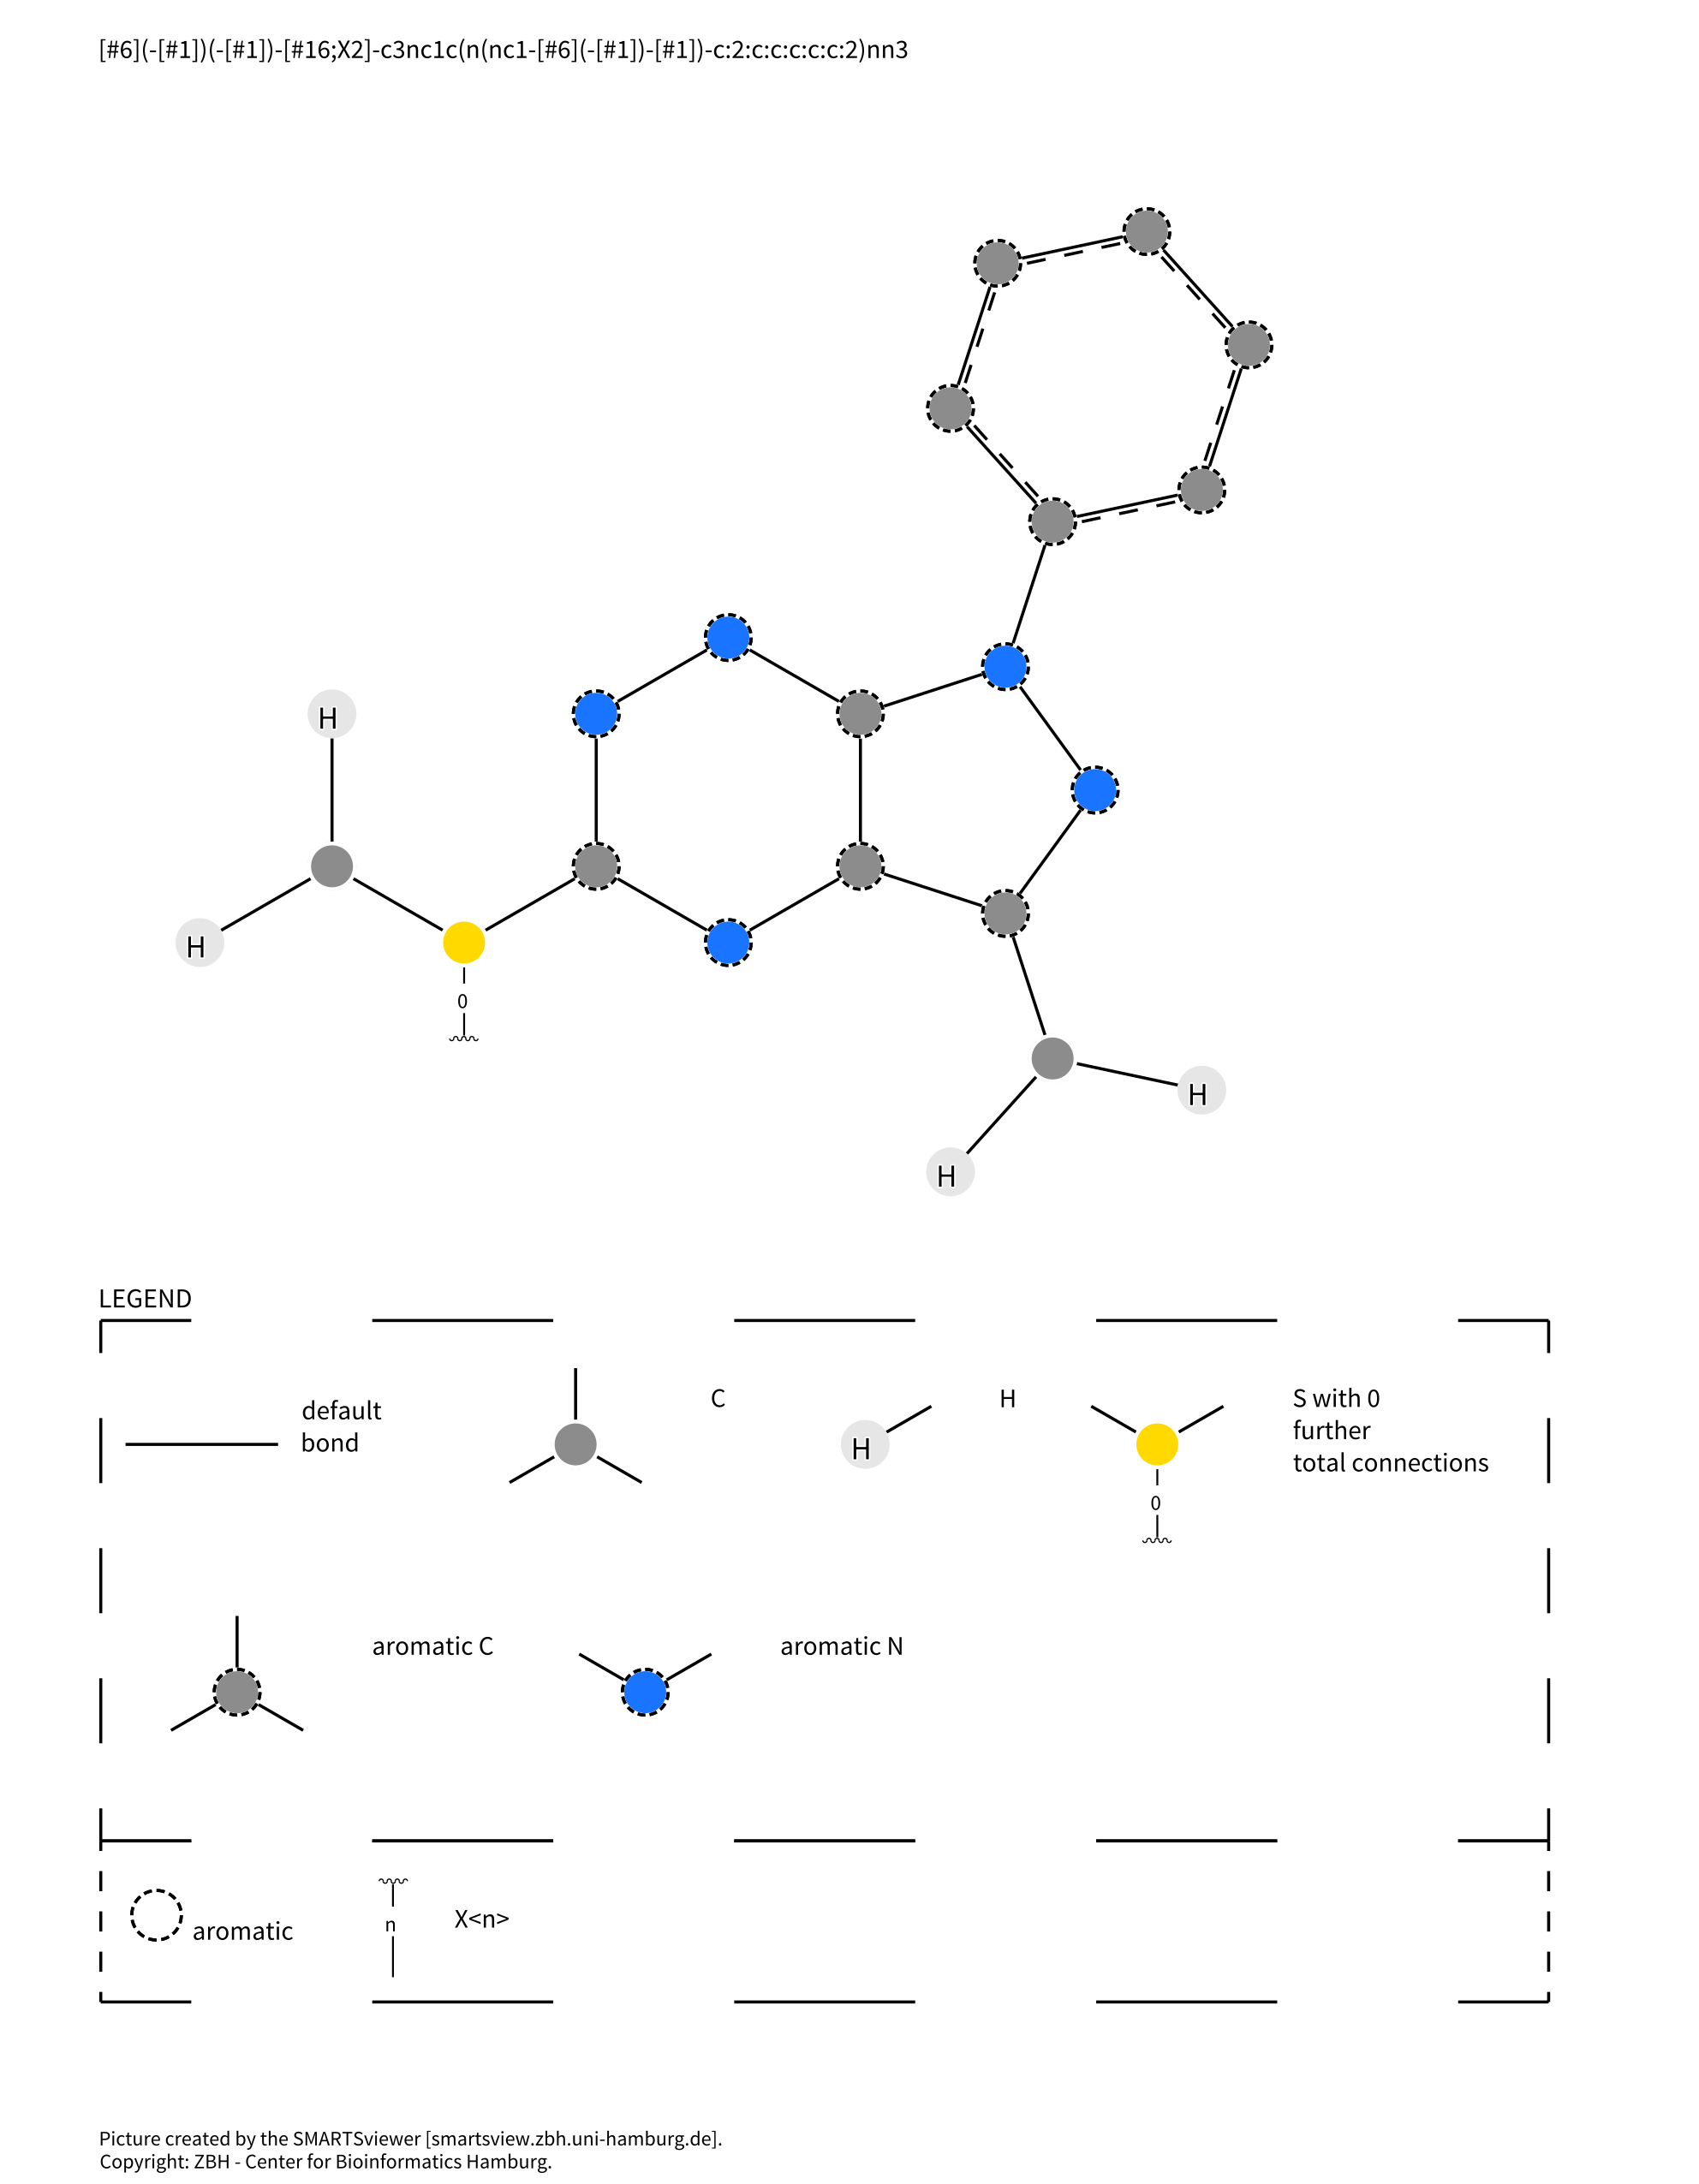 [#6](-[#1])(-[#1])-[#16;X2]-c3nc1c(n(nc1-[#6](-[#1])-[#1])-c:2:c:c:c:c:c:2)nn3
H
H
0
H
H
LEGEND
default
bond
C
H
H
S with 0
further
total connections
0
aromatic C
aromatic N
aromatic
n
X<n>
Picture created by the SMARTSviewer [smartsview.zbh.uni-hamburg.de].
Copyright: ZBH - Center for Bioinformatics Hamburg.